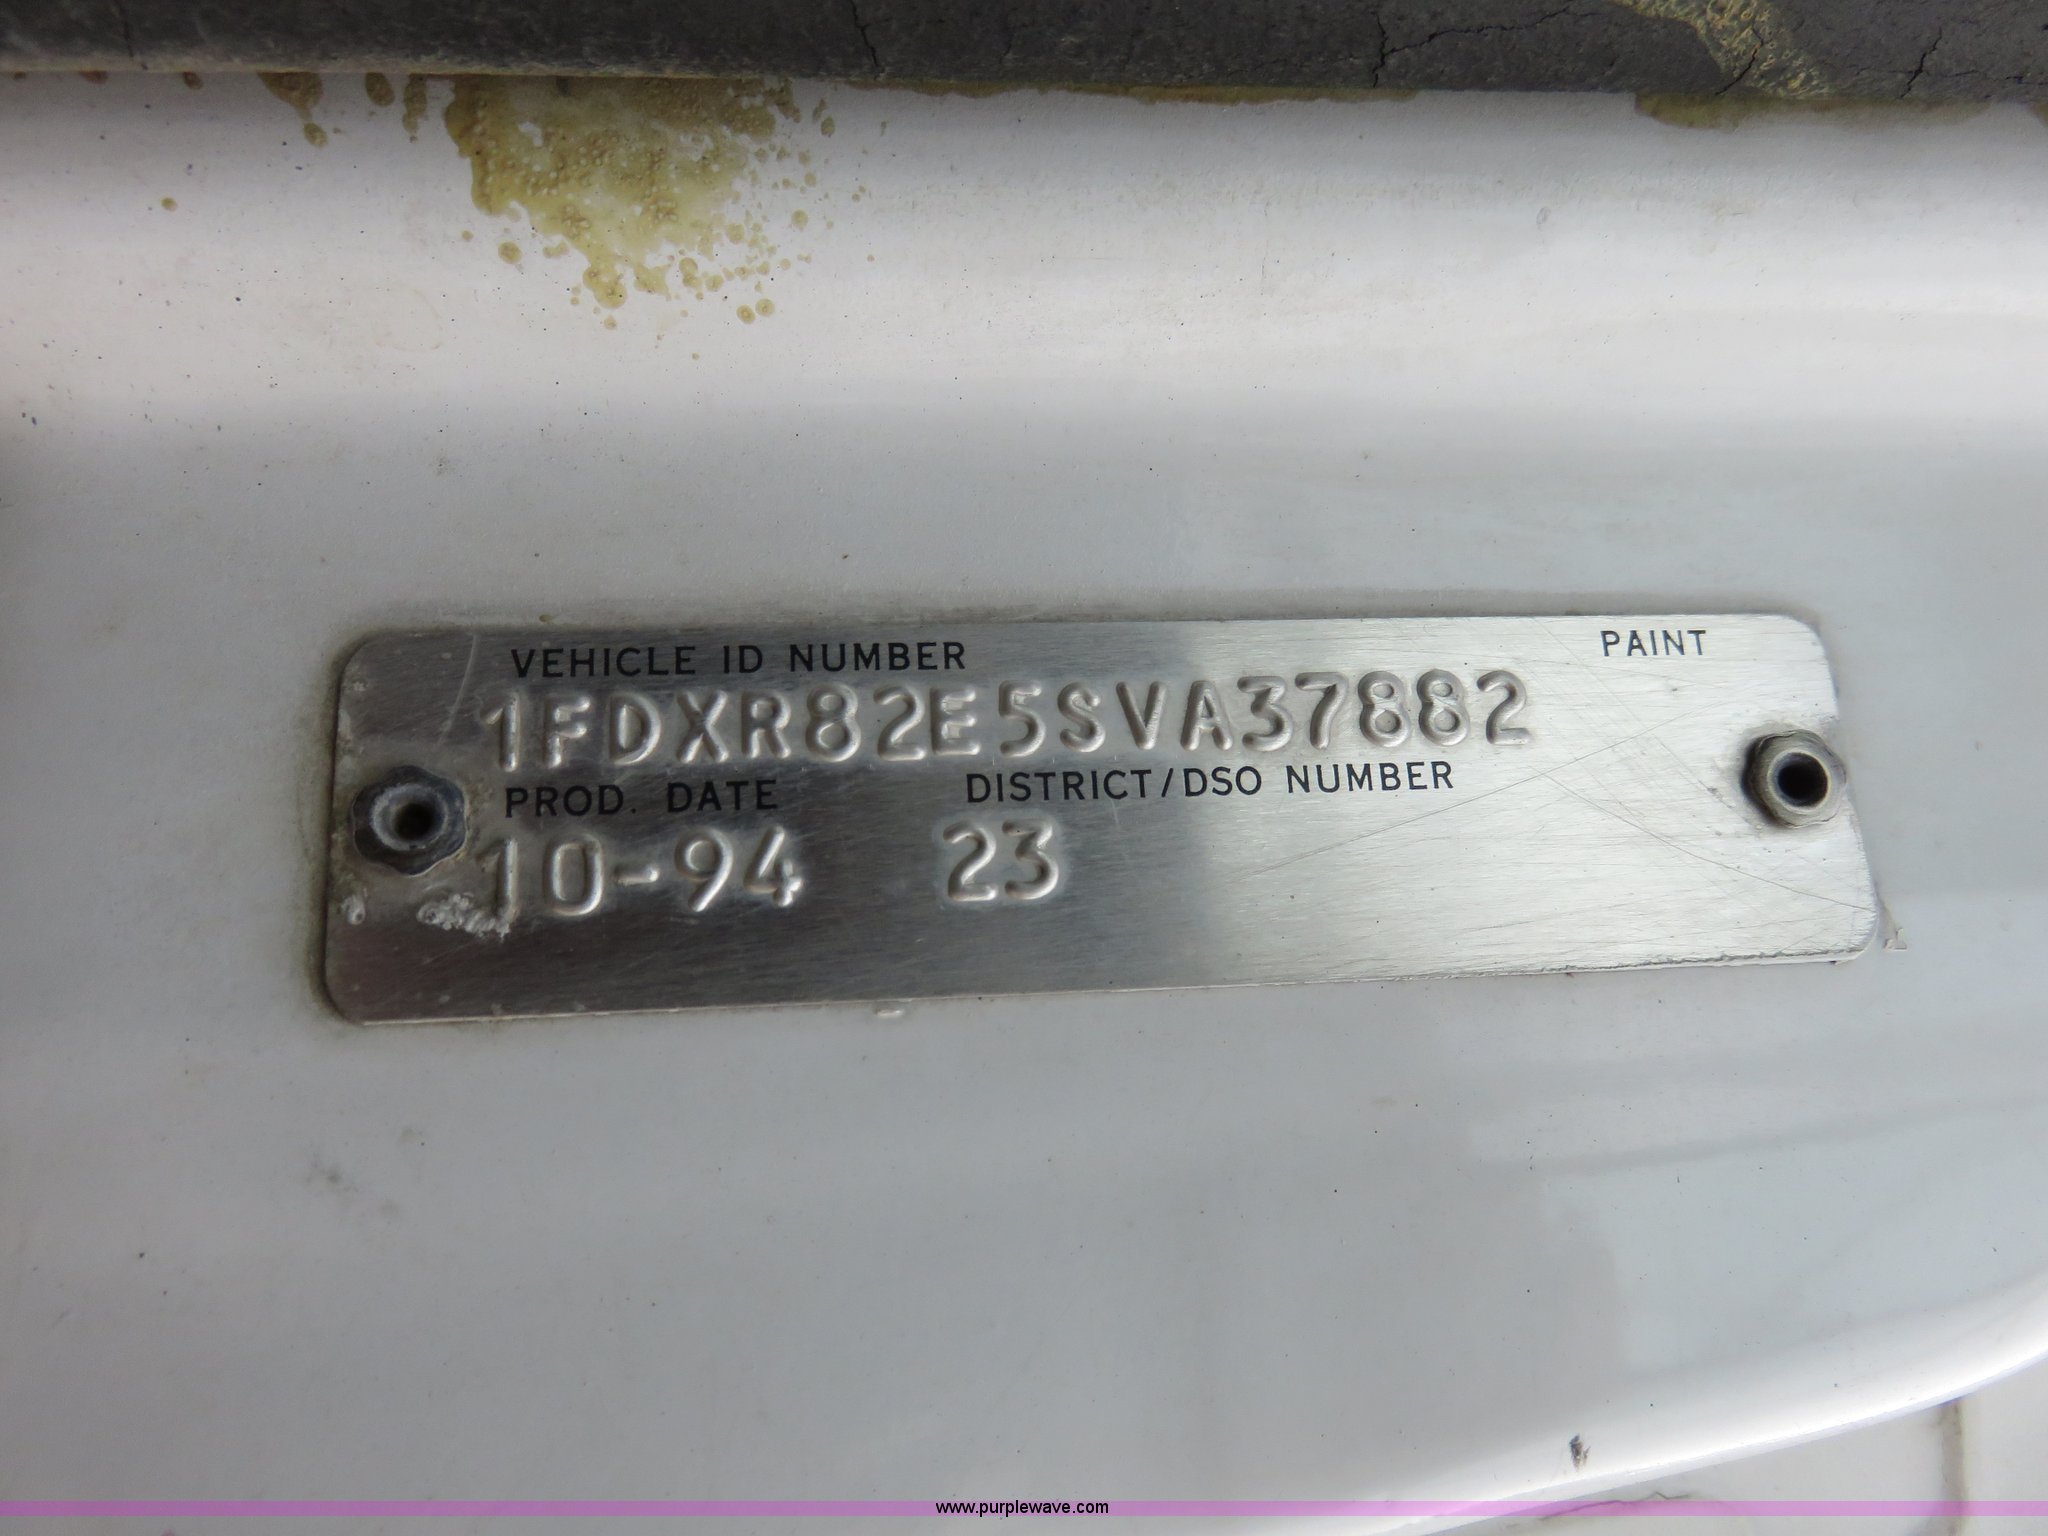 VEHICLE ID NUMBER PAINT
1FDXR82E5SVA37882
PROD. DATE DISTRICT/DSO NUMBER
10-94 23
www.purplewave.com